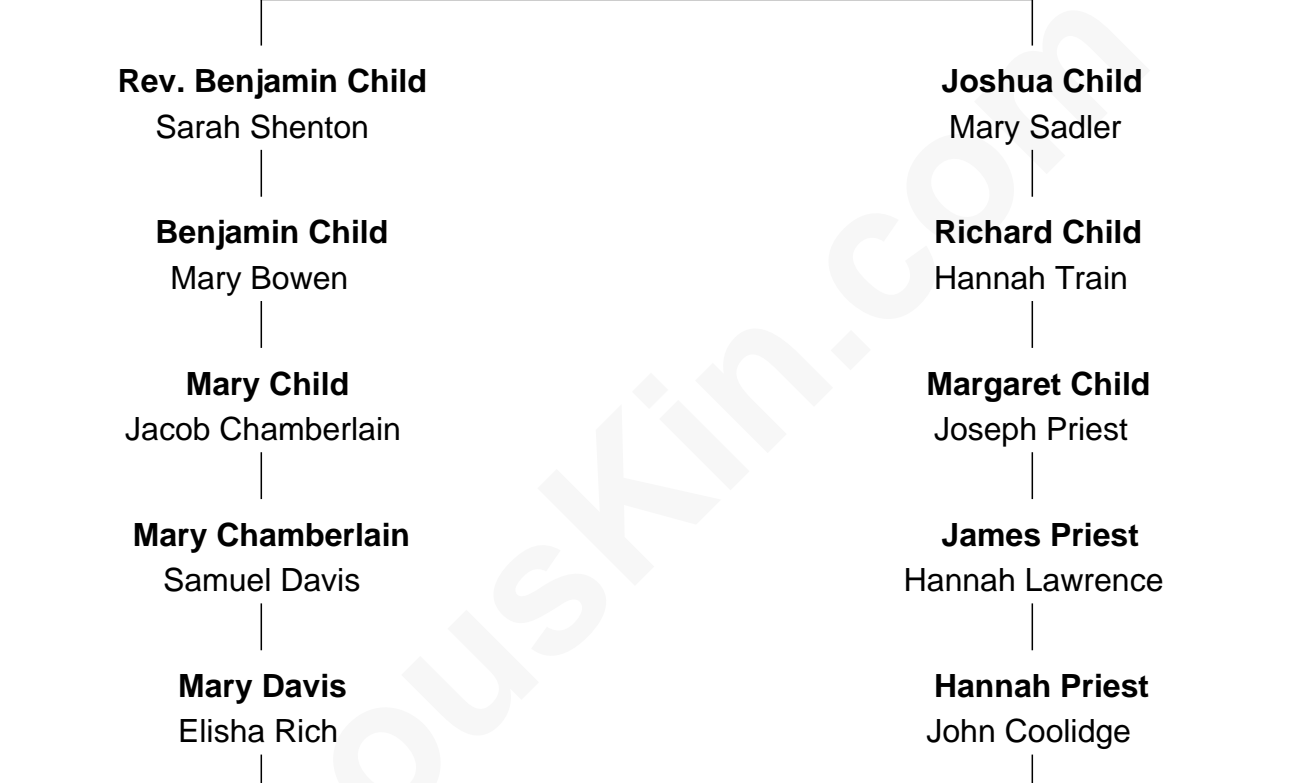 Rev. Benjamin Child
Sarah Shenton
Benjamin Child
Mary Bowen
Mary Child
Jacob Chamberlain
Mary Chamberlain
Samuel Davis
Mary Davis
Elisha Rich
Joshua Child
Mary Sadler
Richard Child
Hannah Train
Margaret Child
Joseph Priest
James Priest
Hannah Lawrence
Hannah Priest
John Coolidge
ousKin.com